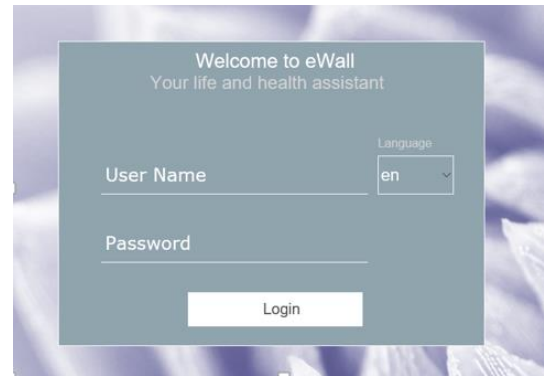 Welcome to eWall
Your life and health assistant
Language
User Name
en
Password
Login